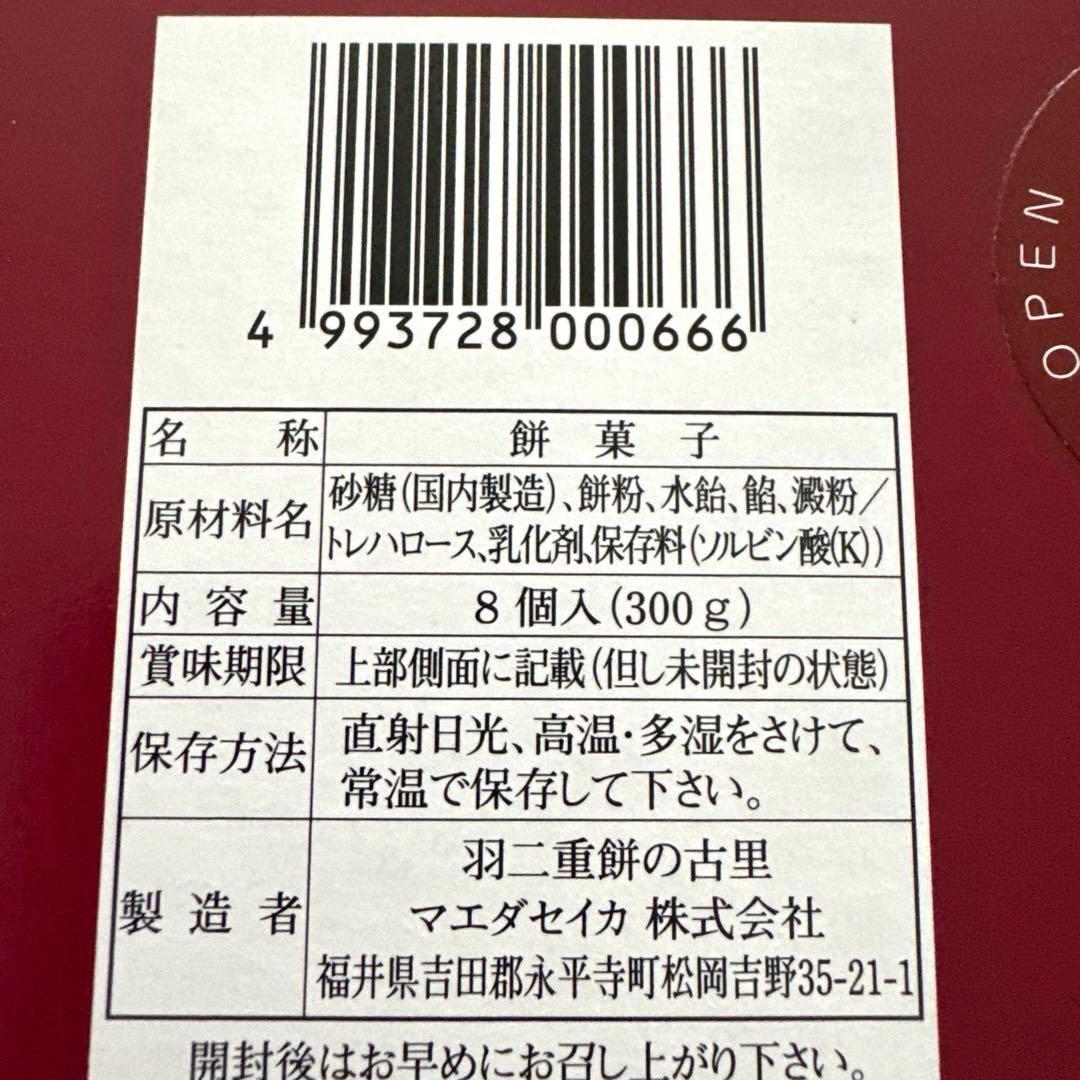 4 993728 000666
OPEN
名称 餅菓子
原材料名 砂糖(国内製造)、餅粉、水飴、餡、澱粉／
トレハロース、乳化剤、保存料(ソルビン酸(K))
内容量 8個入(300g)
賞味期限 上部側面に記載(但し未開封の状態)
保存方法 直射日光、高温・多湿をさけて、
常温で保存して下さい。
製造者 羽二重餅の古里
マエダセイカ 株式会社
福井県吉田郡永平寺町松岡吉野35-21-1
開封後はお早めにお召し上がり下さい。